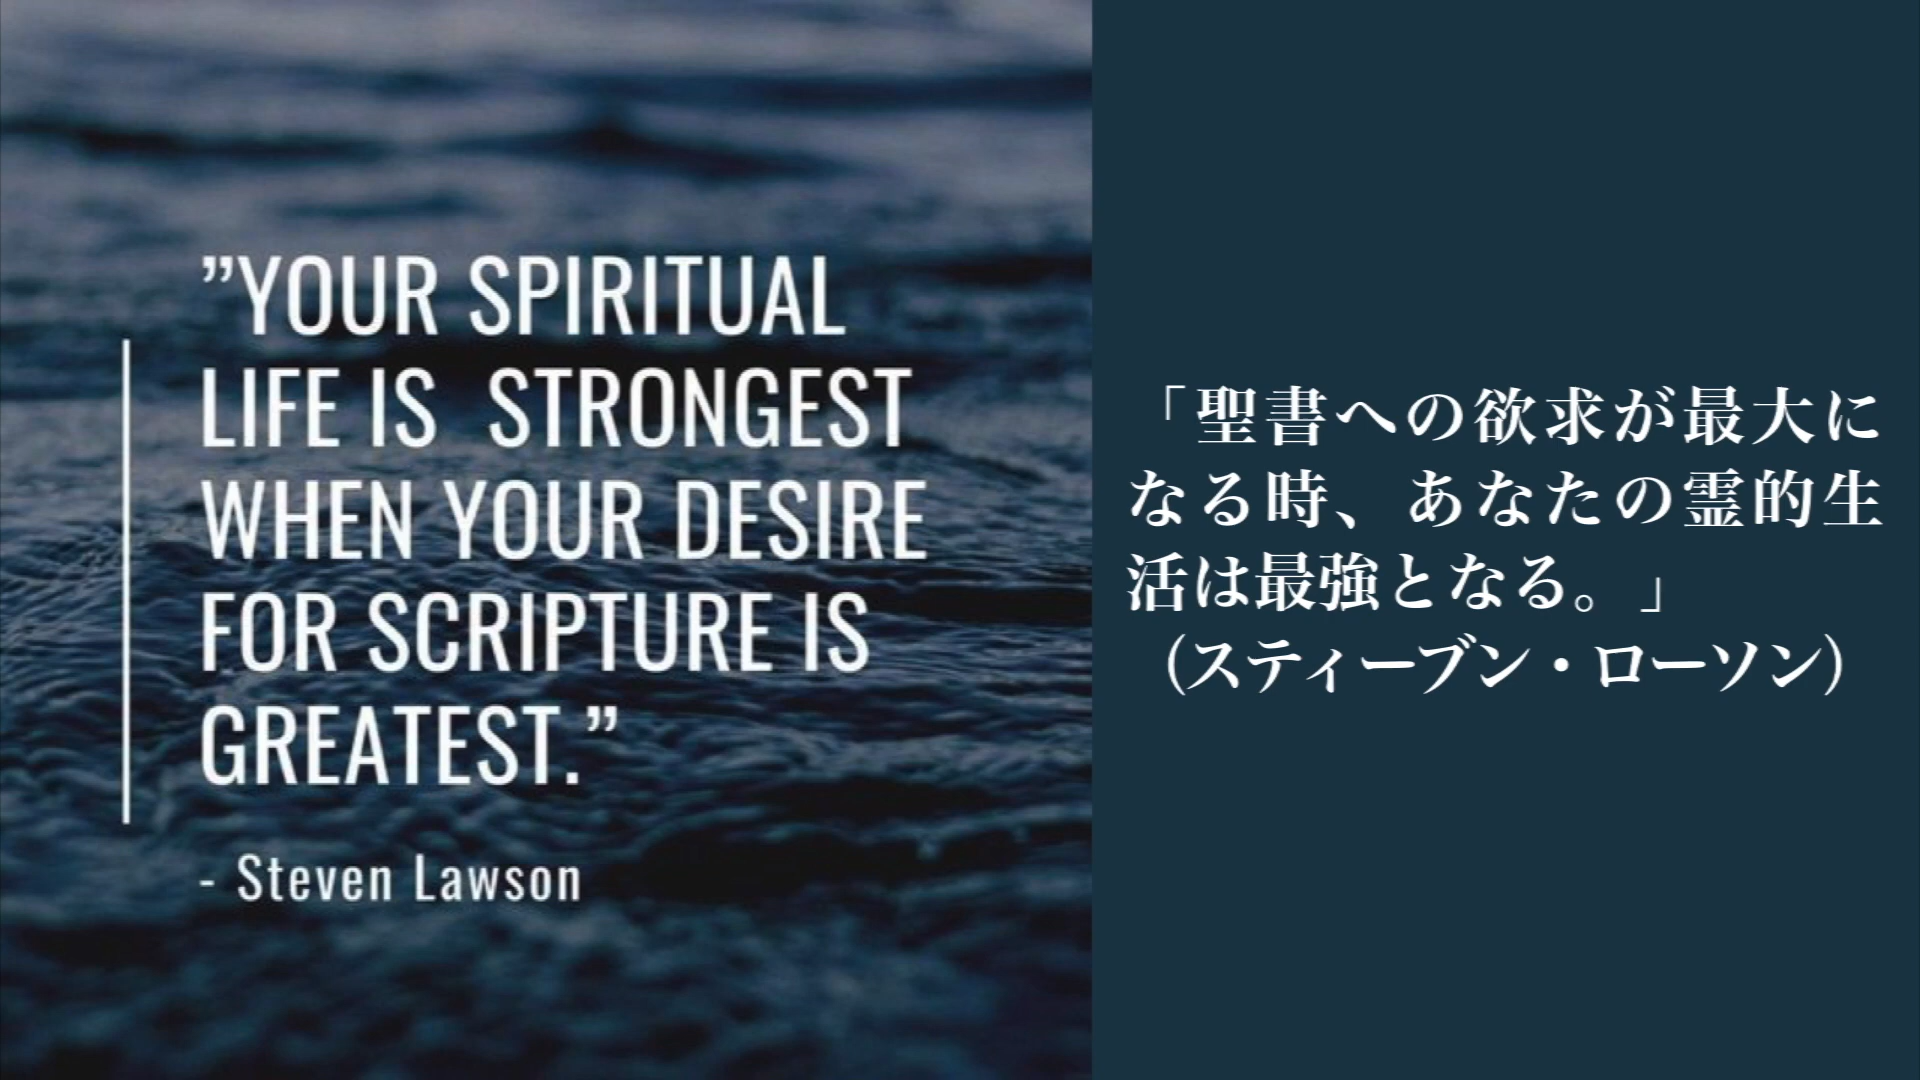 ”YOUR SPIRITUAL
LIFE IS STRONGEST
WHEN YOUR DESIRE
FOR SCRIPTURE IS
GREATEST.”
- Steven Lawson
「聖書への欲求が最大に
なる時、あなたの霊的生
活は最強となる。」
（スティーブン・ローソン）